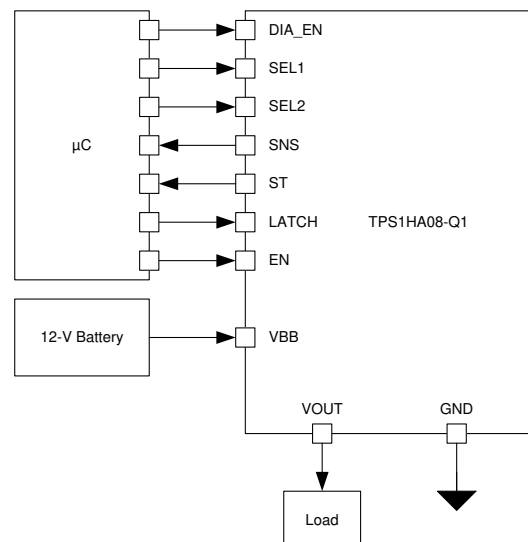 DIA_EN
SEL1
SEL2
µC
SNS
ST
LATCH TPS1HA08-Q1
EN
12-V Battery
VBB
VOUT GND
Load